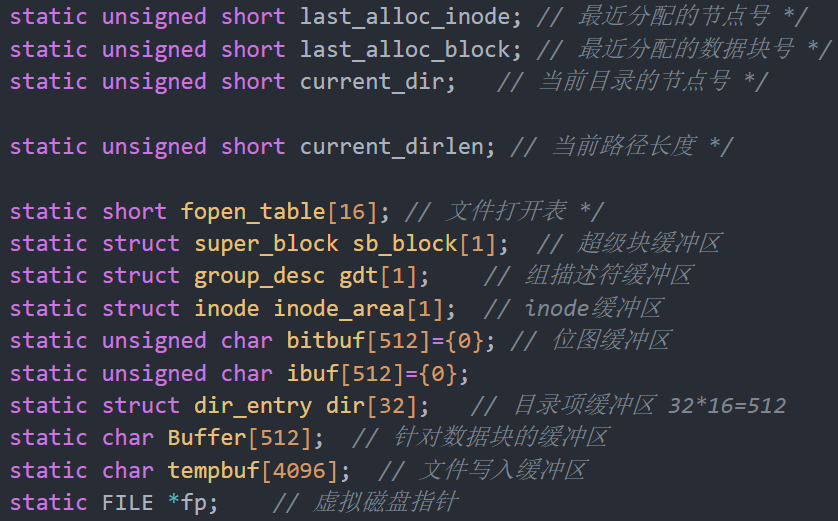 static unsigned short last_alloc_inode; // 最近分配的节点号 */
static unsigned short last_alloc_block; // 最近分配的数据块号 */
static unsigned short current_dir;   // 当前目录的节点号 */
static unsigned short current_dirlen; // 当前路径长度 */
static short fopen_table[16]; // 文件打开表 */
static struct super_block sb_block[1];  // 超级块缓冲区
static struct group_desc gdt[1];    // 组描述符缓冲区
static struct inode inode_area[1];  // inode缓冲区
static unsigned char bitbuf[512]={0}; // 位图缓冲区
static unsigned char ibuf[512]={0};
static struct dir_entry dir[32];   // 目录项缓冲区 32*16=512
static char Buffer[512];  // 针对数据块的缓冲区
static char tempbuf[4096];  // 文件写入缓冲区
static FILE *fp;    // 虚拟磁盘指针